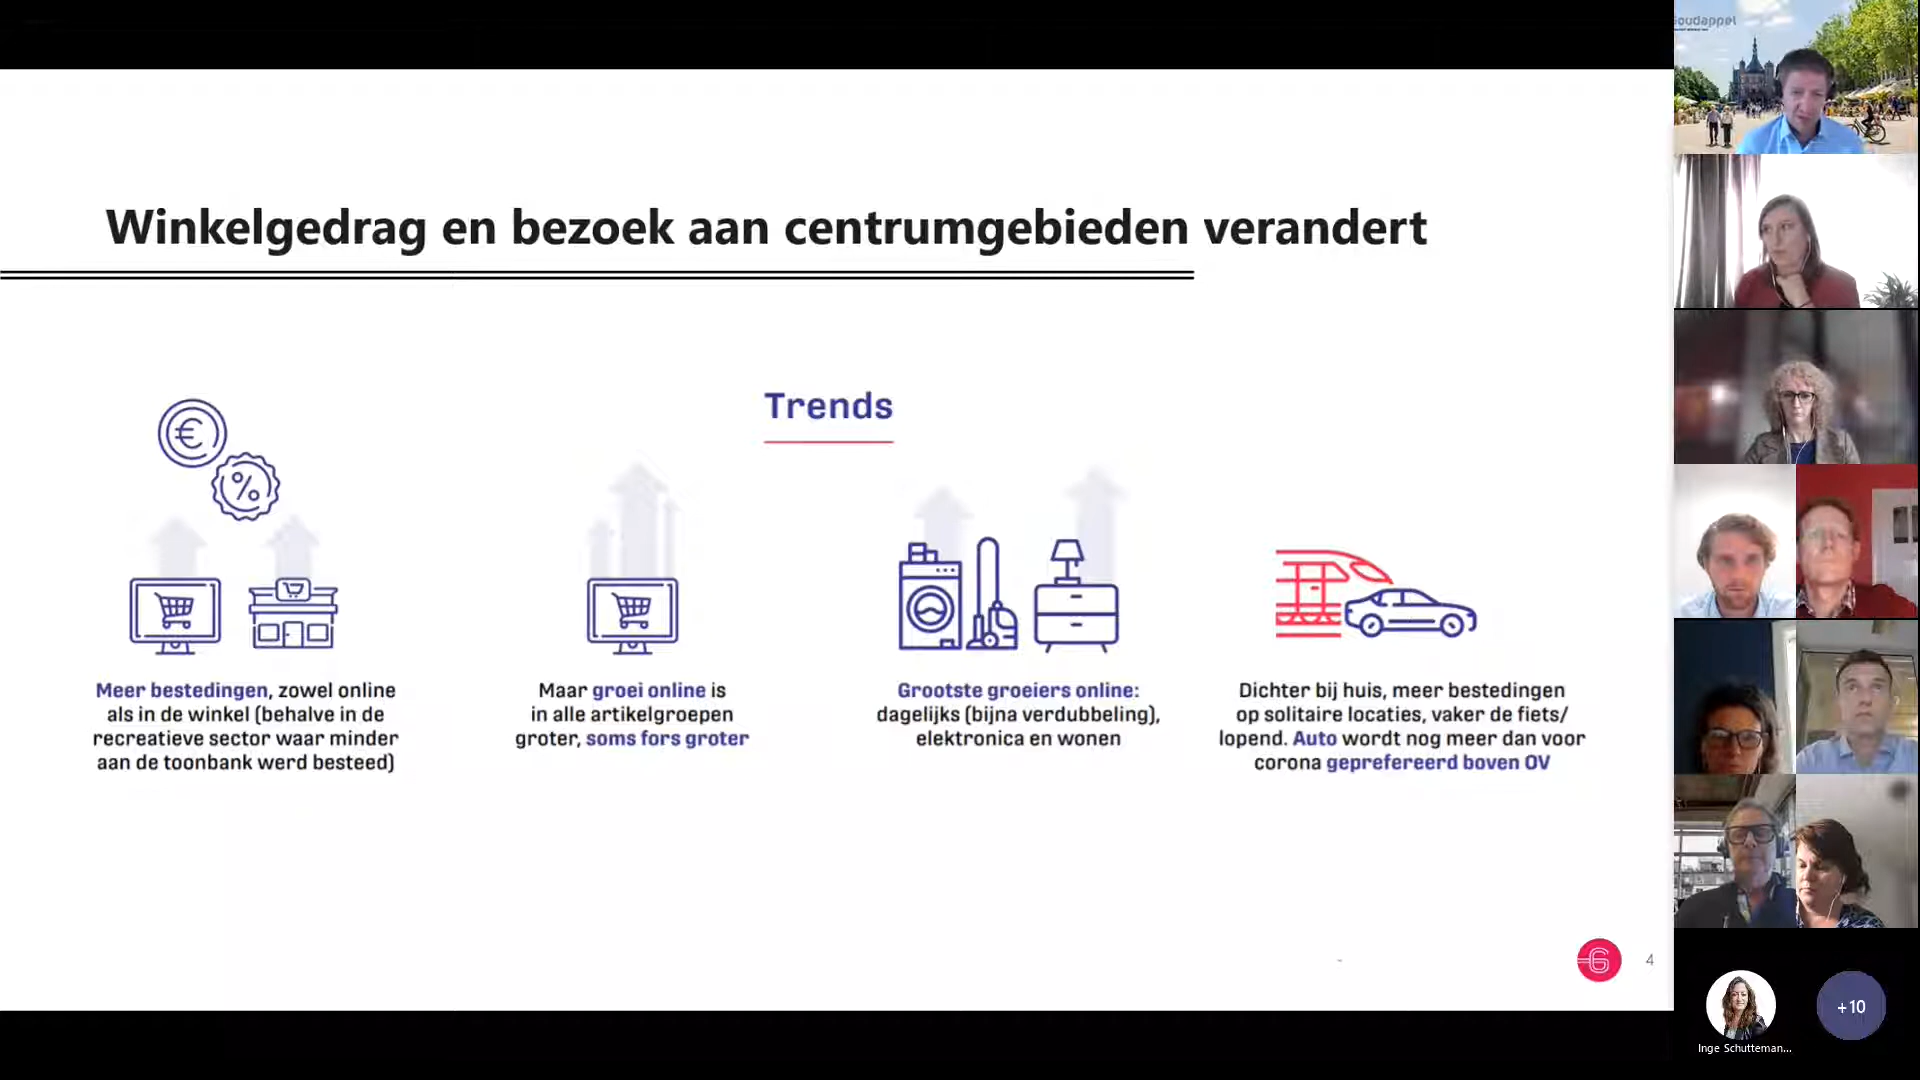 Winkelgedrag en bezoek aan centrumgebieden verandert
Trends
€
%
Meer bestedingen, zowel online
als in de winkel (behalve in de
recreatieve sector waar minder
aan de toonbank werd besteed)
Maar groei online is
in alle artikelgroepen
groter, soms fors groter
Grootste groeiers online:
dagelijks (bijna verdubbeling),
elektronica en wonen
Dichter bij huis, meer bestedingen
op solitaire locaties, vaker de fiets/
lopend. Auto wordt nog meer dan voor
corona geprefereerd boven OV
G
4
oudappel
+10
Inge Schutteman...